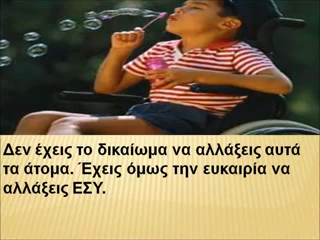 Δεν έχεις το δικαίωμα να αλλάξεις αυτά
τα άτομα. Έχεις όμως την ευκαιρία να
αλλάξεις ΕΣΥ.